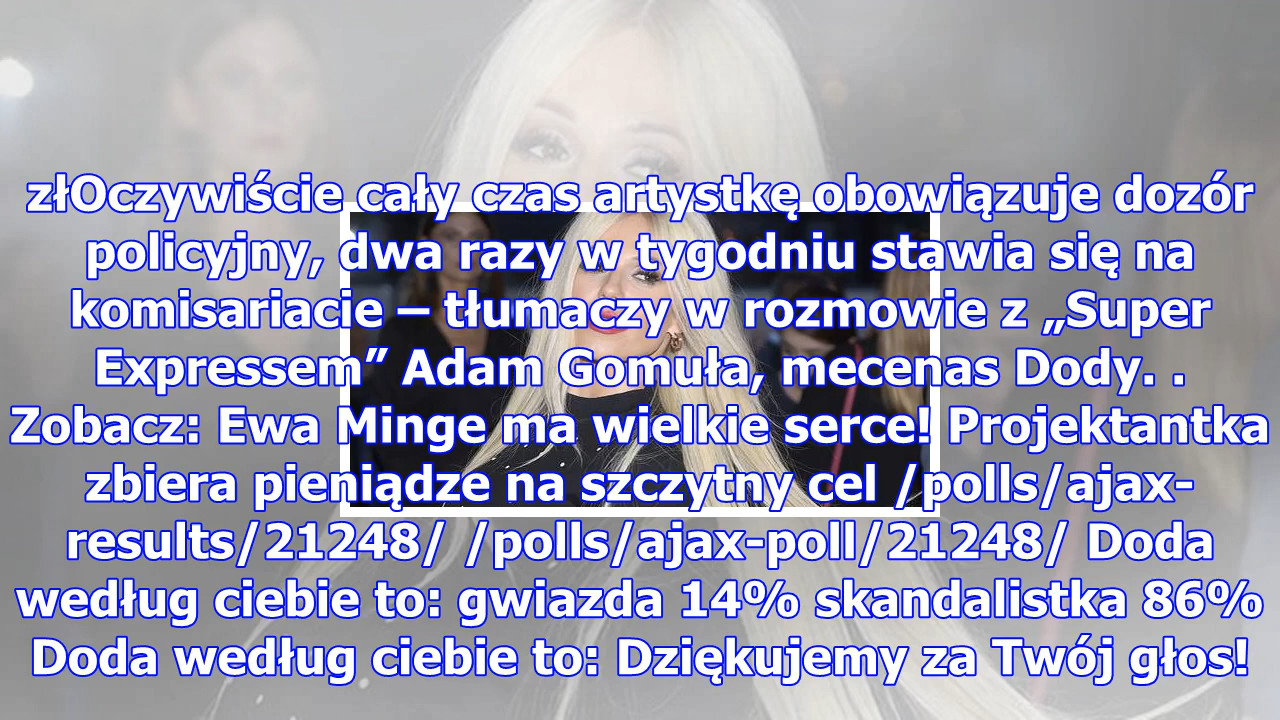 złOczywiście cały czas artystkę obowiązuje dozór
policyjny, dwa razy w tygodniu stawia się na
komisariacie – tłumaczy w rozmowie z „Super
Expressem” Adam Gomuła, mecenas Dody. .
Zobacz: Ewa Minge ma wielkie serce! Projektantka
zbiera pieniądze na szczytny cel /polls/ajax-
results/21248/ /polls/ajax-poll/21248/ Doda
według ciebie to: gwiazda 14% skandalistka 86%
Doda według ciebie to: Dziękujemy za Twój głos!